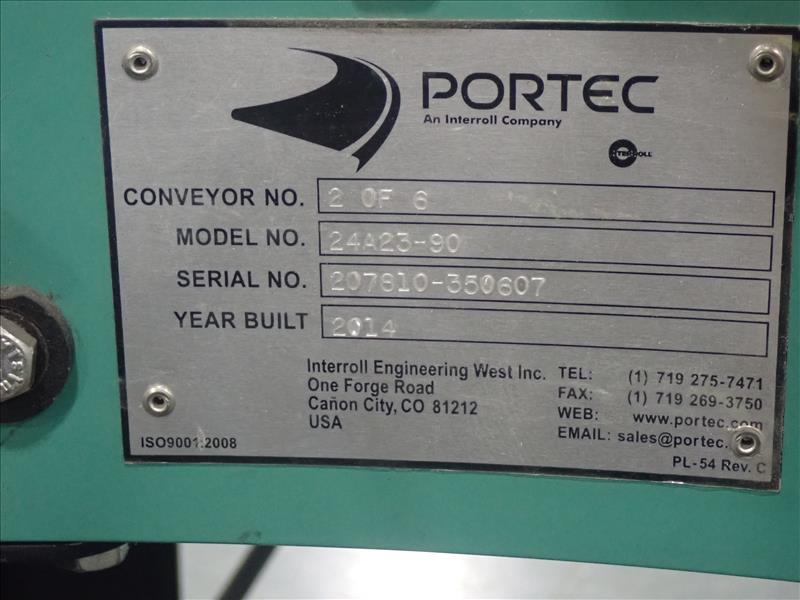 PORTEC
An Interroll Company
INTERROLL
CONVEYOR NO. 2 OF 6
MODEL NO. 24A23-90
SERIAL NO. 207810-350607
YEAR BUILT 2014
Interroll Engineering West Inc.
One Forge Road
Cañon City, CO 81212
USA
TEL: (1) 719 275-7471
FAX: (1) 719 269-3750
WEB: www.portec.com
EMAIL: sales@portec.
ISO9001:2008
PL-54 Rev. C